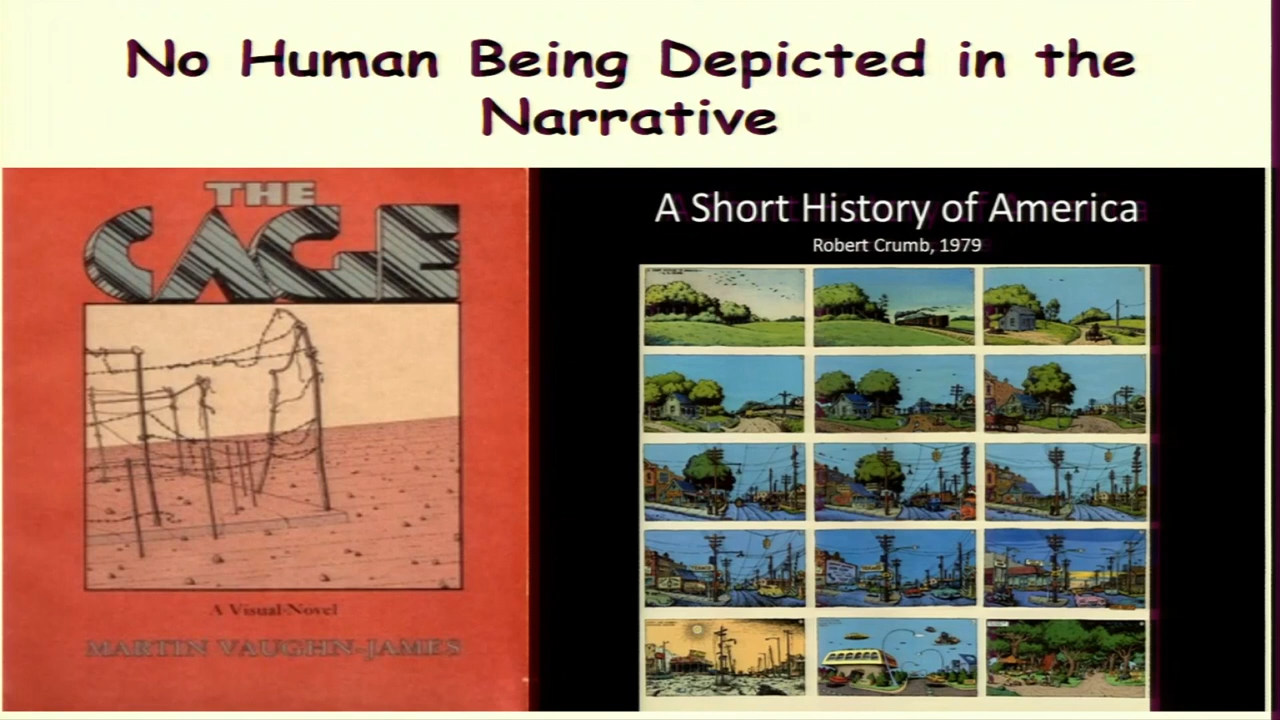 No Human Being Depicted in the
Narrative
THE
CAGE
A Visual-Novel
MARTIN VAUGHN-JAMES
A Short History of America
Robert Crumb, 1979